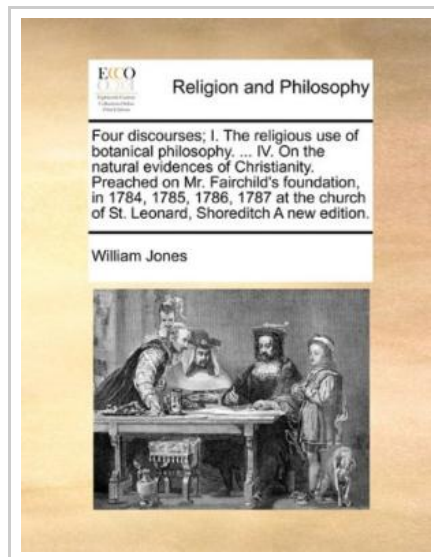 ECCO
Religion and Philosophy
Four discourses; I. The religious use of
botanical philosophy. ... IV. On the
natural evidences of Christianity.
Preached on Mr. Fairchild's foundation,
in 1784, 1785, 1786, 1787 at the church
of St. Leonard, Shoreditch A new edition.
William Jones